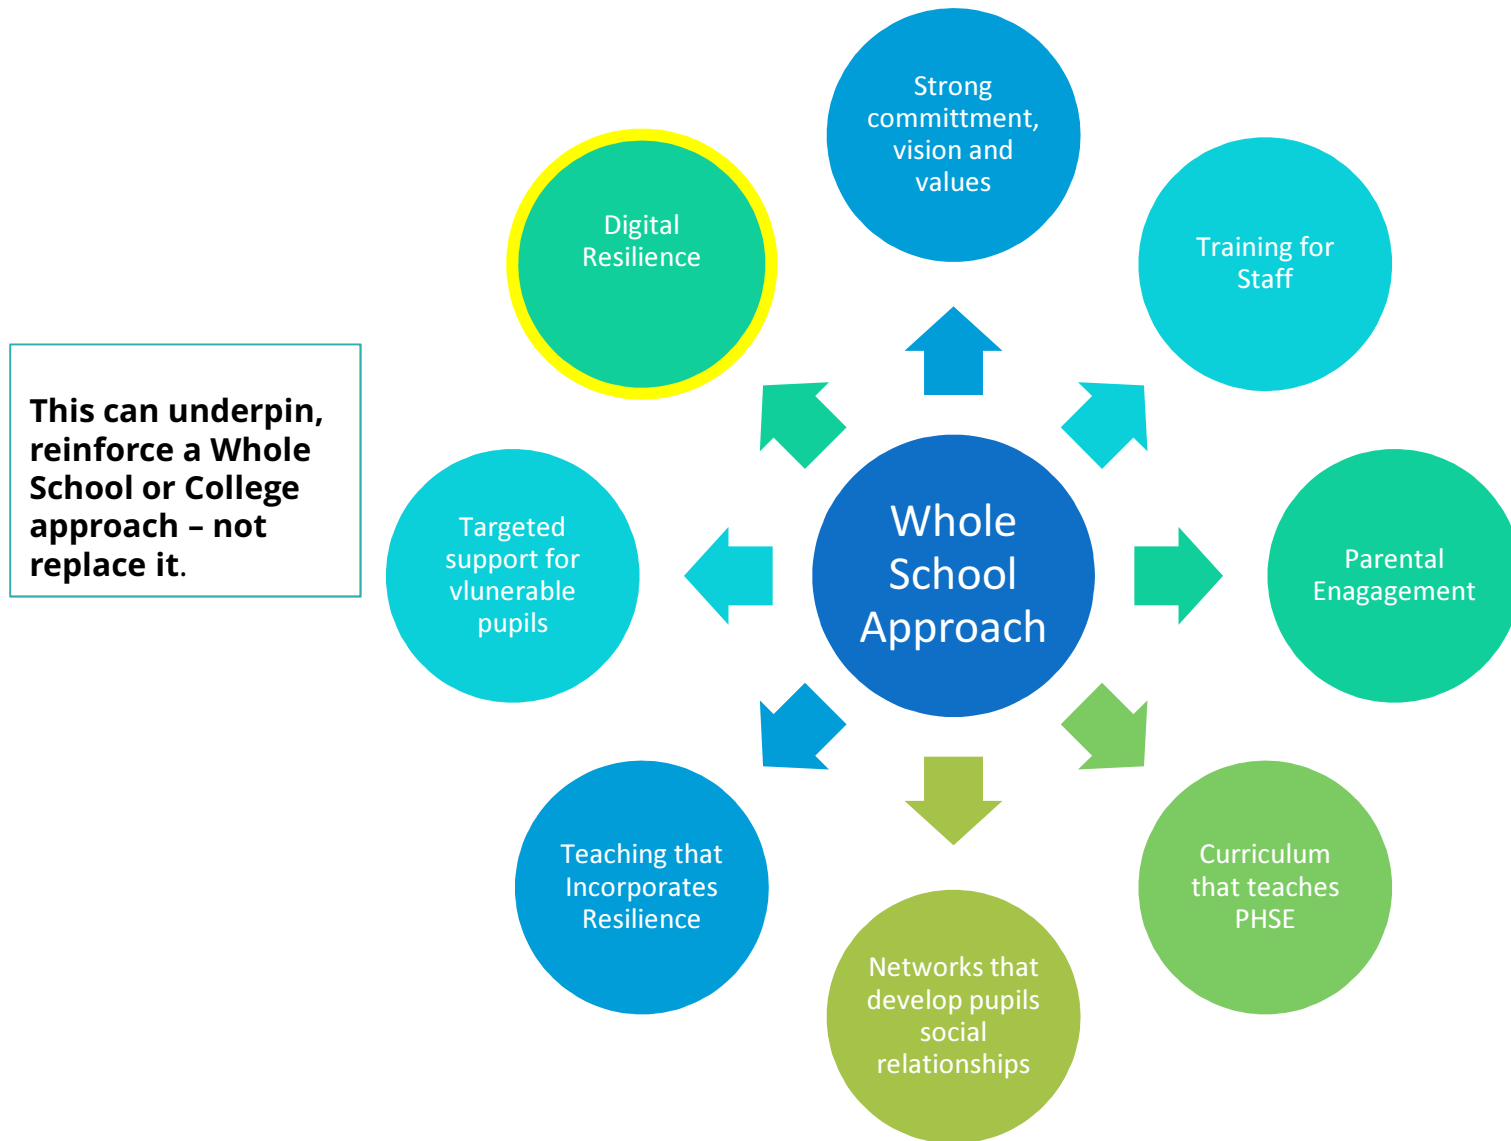 Strong
committment,
vision and
values
Training for
Staff
Parental
Enagagement
Curriculum
that teaches
PHSE
Networks that
develop pupils
social
relationships
Teaching that
Incorporates
Resilience
Targeted
support for
vlunerable
pupils
Digital
Resilience
Whole
School
Approach
This can underpin,
reinforce a Whole
School or College
approach – not
replace it.